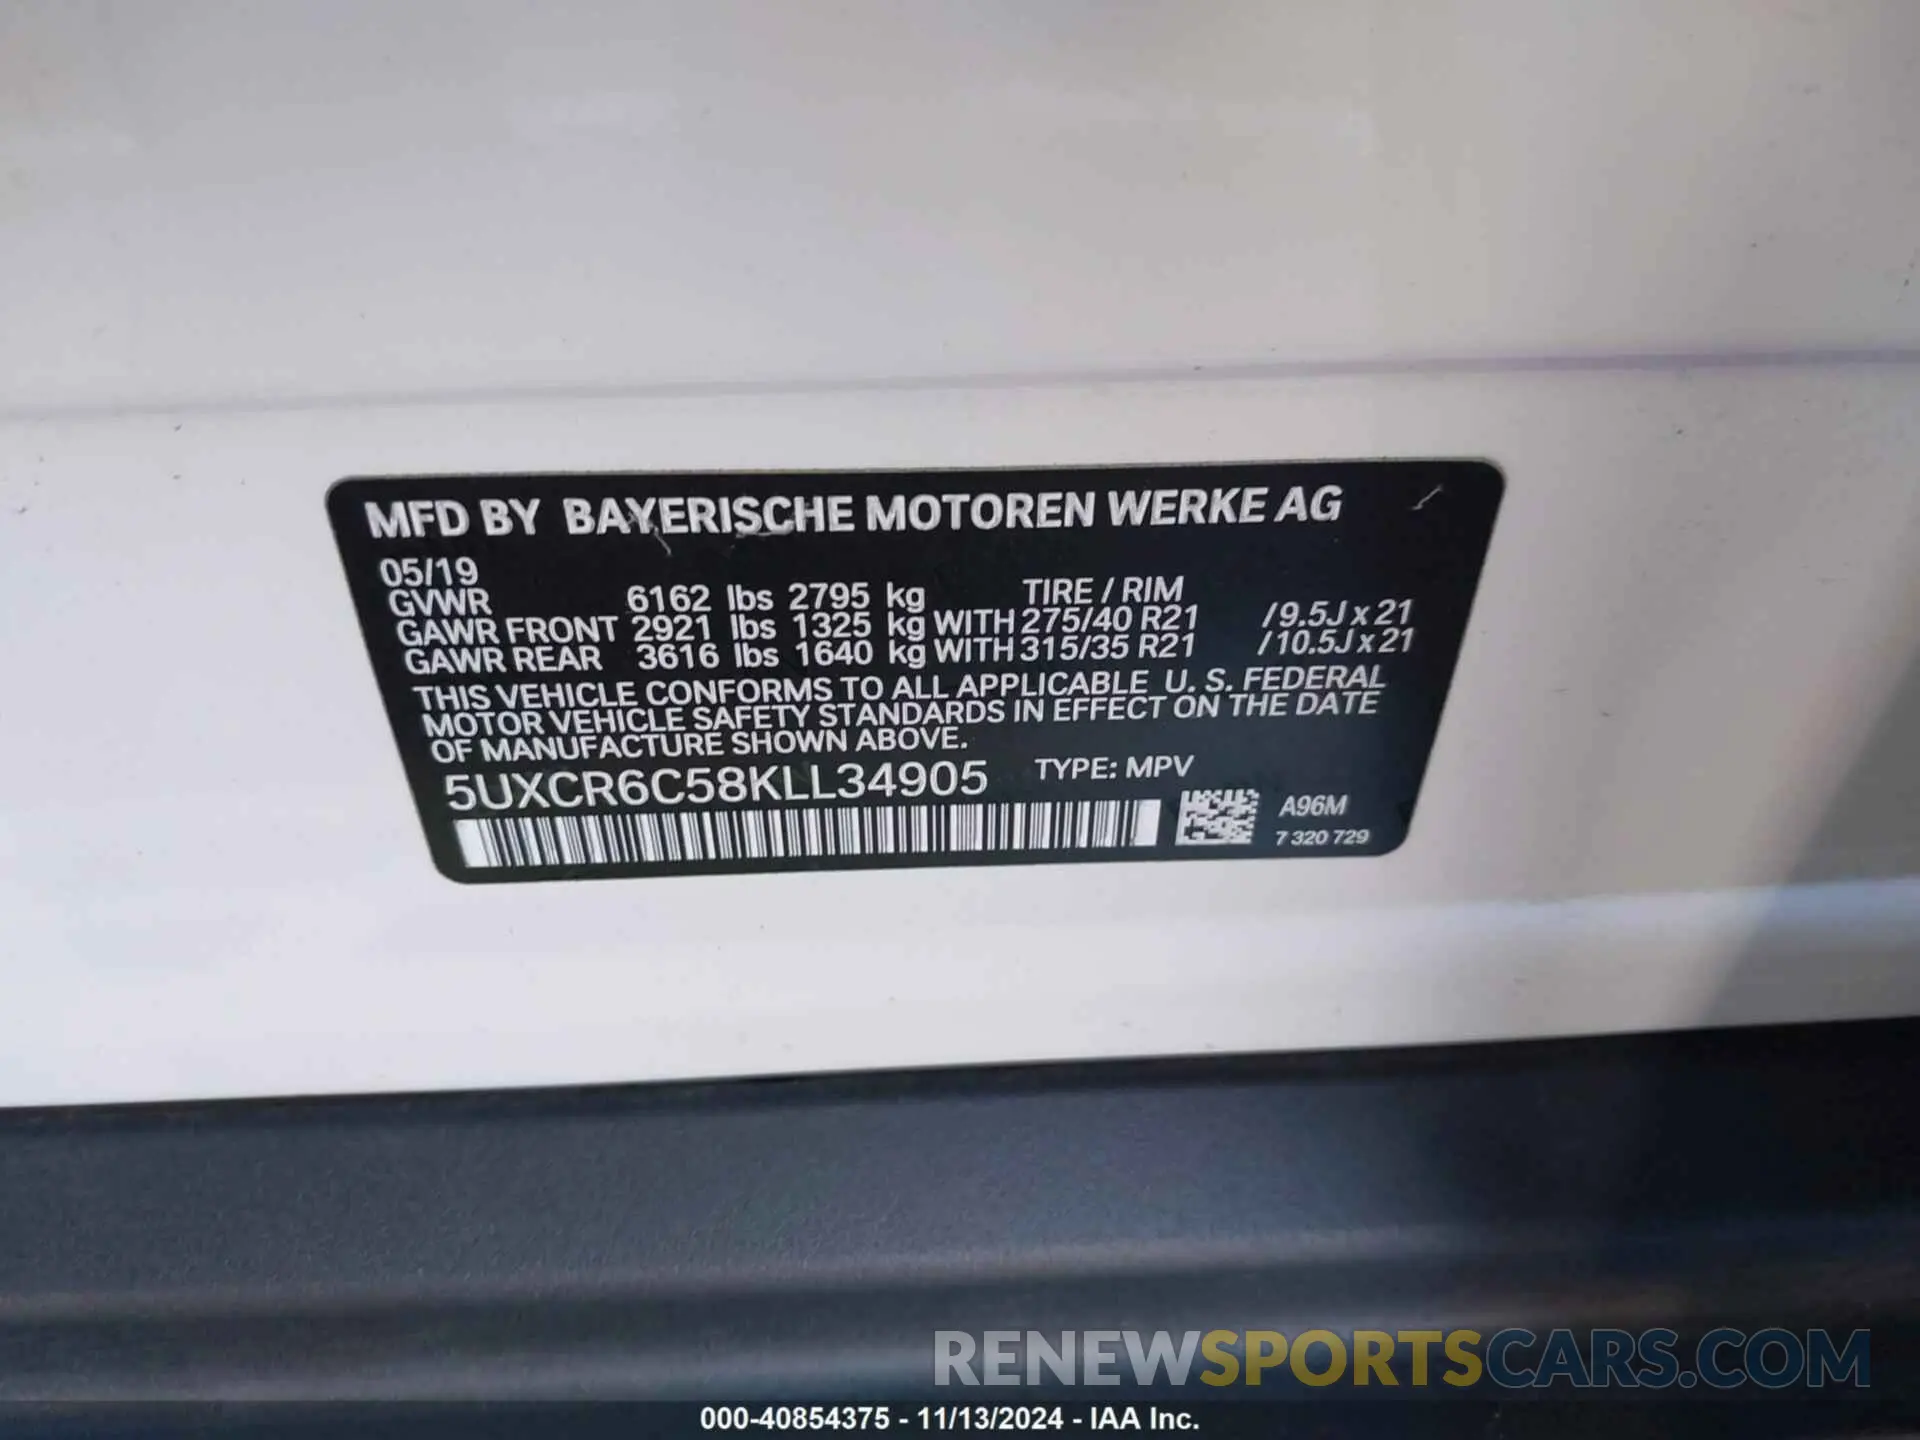 MFD BY BAYERISCHE MOTOREN WERKE AG
05/19
GVWR 6162 lbs 2795 kg TIRE / RIM
GAWR FRONT 2921 lbs 1325 kg WITH 275/40 R21 /9.5J x 21
GAWR REAR 3616 lbs 1640 kg WITH 315/35 R21 /10.5J x 21
THIS VEHICLE CONFORMS TO ALL APPLICABLE U. S. FEDERAL
MOTOR VEHICLE SAFETY STANDARDS IN EFFECT ON THE DATE
OF MANUFACTURE SHOWN ABOVE.
5UXCR6C58KLL34905 TYPE: MPV
A96M
7 320 729
RENEWSPORTSCARS.COM
000-40854375 - 11/13/2024 - IAA Inc.